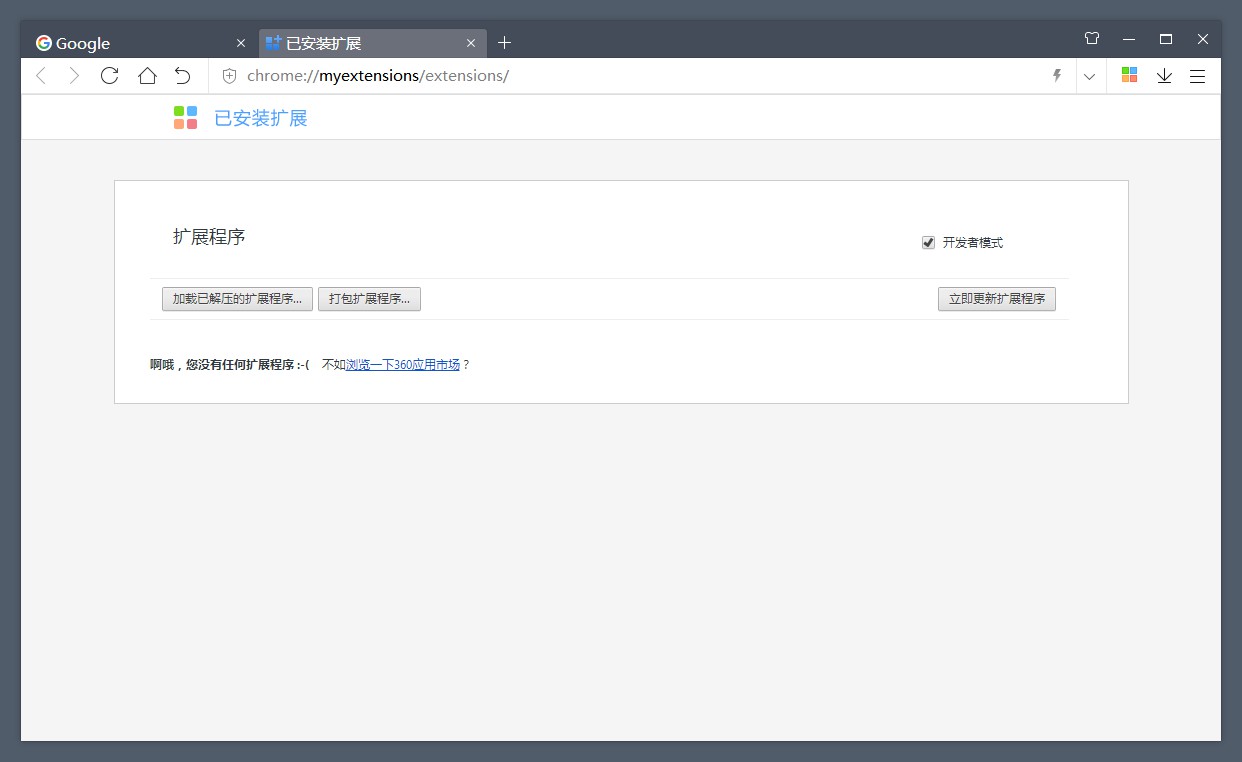 Google
已安装扩展
chrome://myextensions/extensions/
已安装扩展
扩展程序
开发者模式
加载已解压的扩展程序... 打包扩展程序... 立即更新扩展程序
啊哦，您没有任何扩展程序 :-( 不如浏览一下360应用市场？